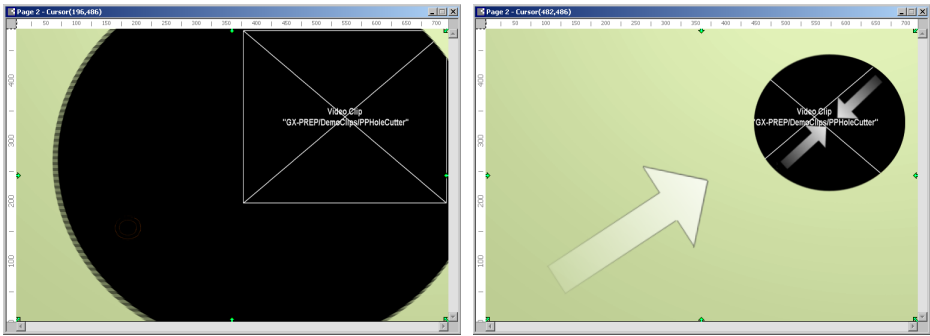 Page 2 - Cursor(196,486)
50 100 150 200 250 300 350 400 450 500 550 600 650 700
400
300
200
100
0
Video Clip
"GX-PREP/DemoClips/PPHoleCutter"
Page 2 - Cursor(482,486)
50 100 150 200 250 300 350 400 450 500 550 600 650 700
400
300
200
100
0
Video Clip
"GX-PREP/DemoClips/PPHoleCutter"